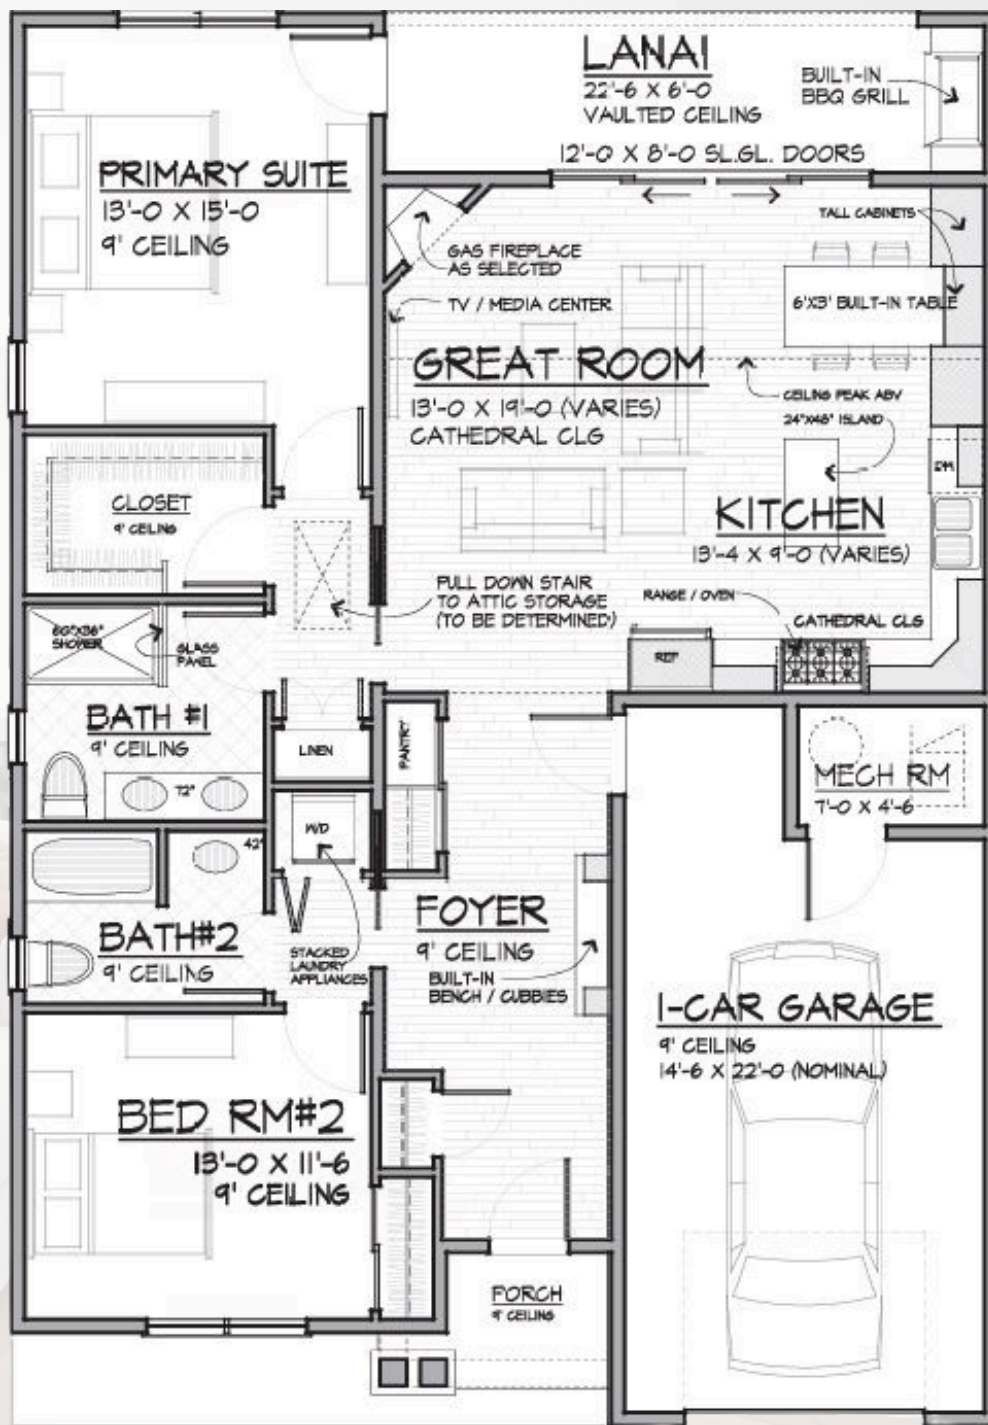 LANAI
22'-6 X 6'-0
VAULTED CEILING
BUILT-IN
BBQ GRILL
12'-0 X 8'-0 SL.GL. DOORS
PRIMARY SUITE
13'-0 X 15'-0
9' CEILING
GAS FIREPLACE
AS SELECTED
TALL CABINETS
TV / MEDIA CENTER
6'X3' BUILT-IN TABLE
GREAT ROOM
13'-0 X 19'-0 (VARIES)
CATHEDRAL CLG
CEILING PEAK ABV
24"X48" ISLAND
KITCHEN
13'-4 X 9'-0 (VARIES)
DW
CLOSET
9' CEILING
PULL DOWN STAIR
TO ATTIC STORAGE
(TO BE DETERMINED)
RANGE / OVEN
CATHEDRAL CLG
REF
60"X36"
SHOWER
GLASS
PANEL
BATH #1
9' CEILING
72"
LINEN
PANTRY
MECH RM
7'-0 X 4'-6
W/D
42"
BATH#2
9' CEILING
STACKED
LAUNDRY
APPLIANCES
FOYER
9' CEILING
BUILT-IN
BENCH / CUBBIES
1-CAR GARAGE
9' CEILING
14'-6 X 22'-0 (NOMINAL)
BED RM#2
13'-0 X 11'-6
9' CEILING
PORCH
9' CEILING